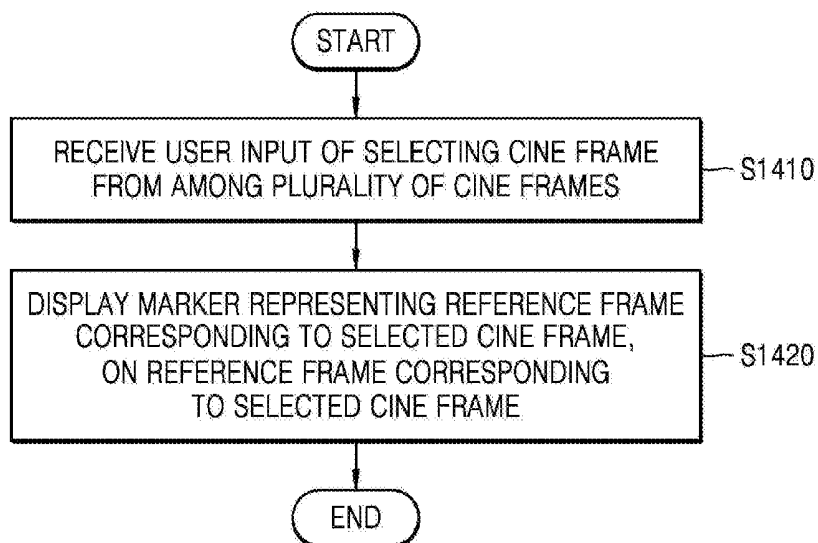 START
RECEIVE USER INPUT OF SELECTING CINE FRAME
FROM AMONG PLURALITY OF CINE FRAMES
S1410
DISPLAY MARKER REPRESENTING REFERENCE FRAME
CORRESPONDING TO SELECTED CINE FRAME,
ON REFERENCE FRAME CORRESPONDING
TO SELECTED CINE FRAME
S1420
END